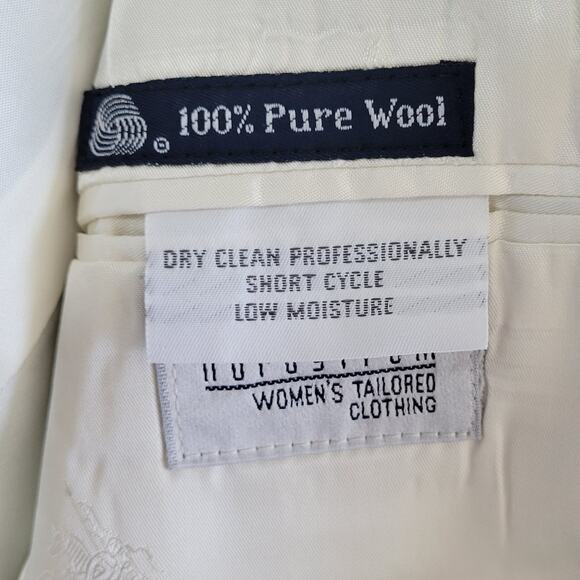 100% Pure Wool
DRY CLEAN PROFESSIONALLY
SHORT CYCLE
LOW MOISTURE
WOMEN'S TAILORED
CLOTHING